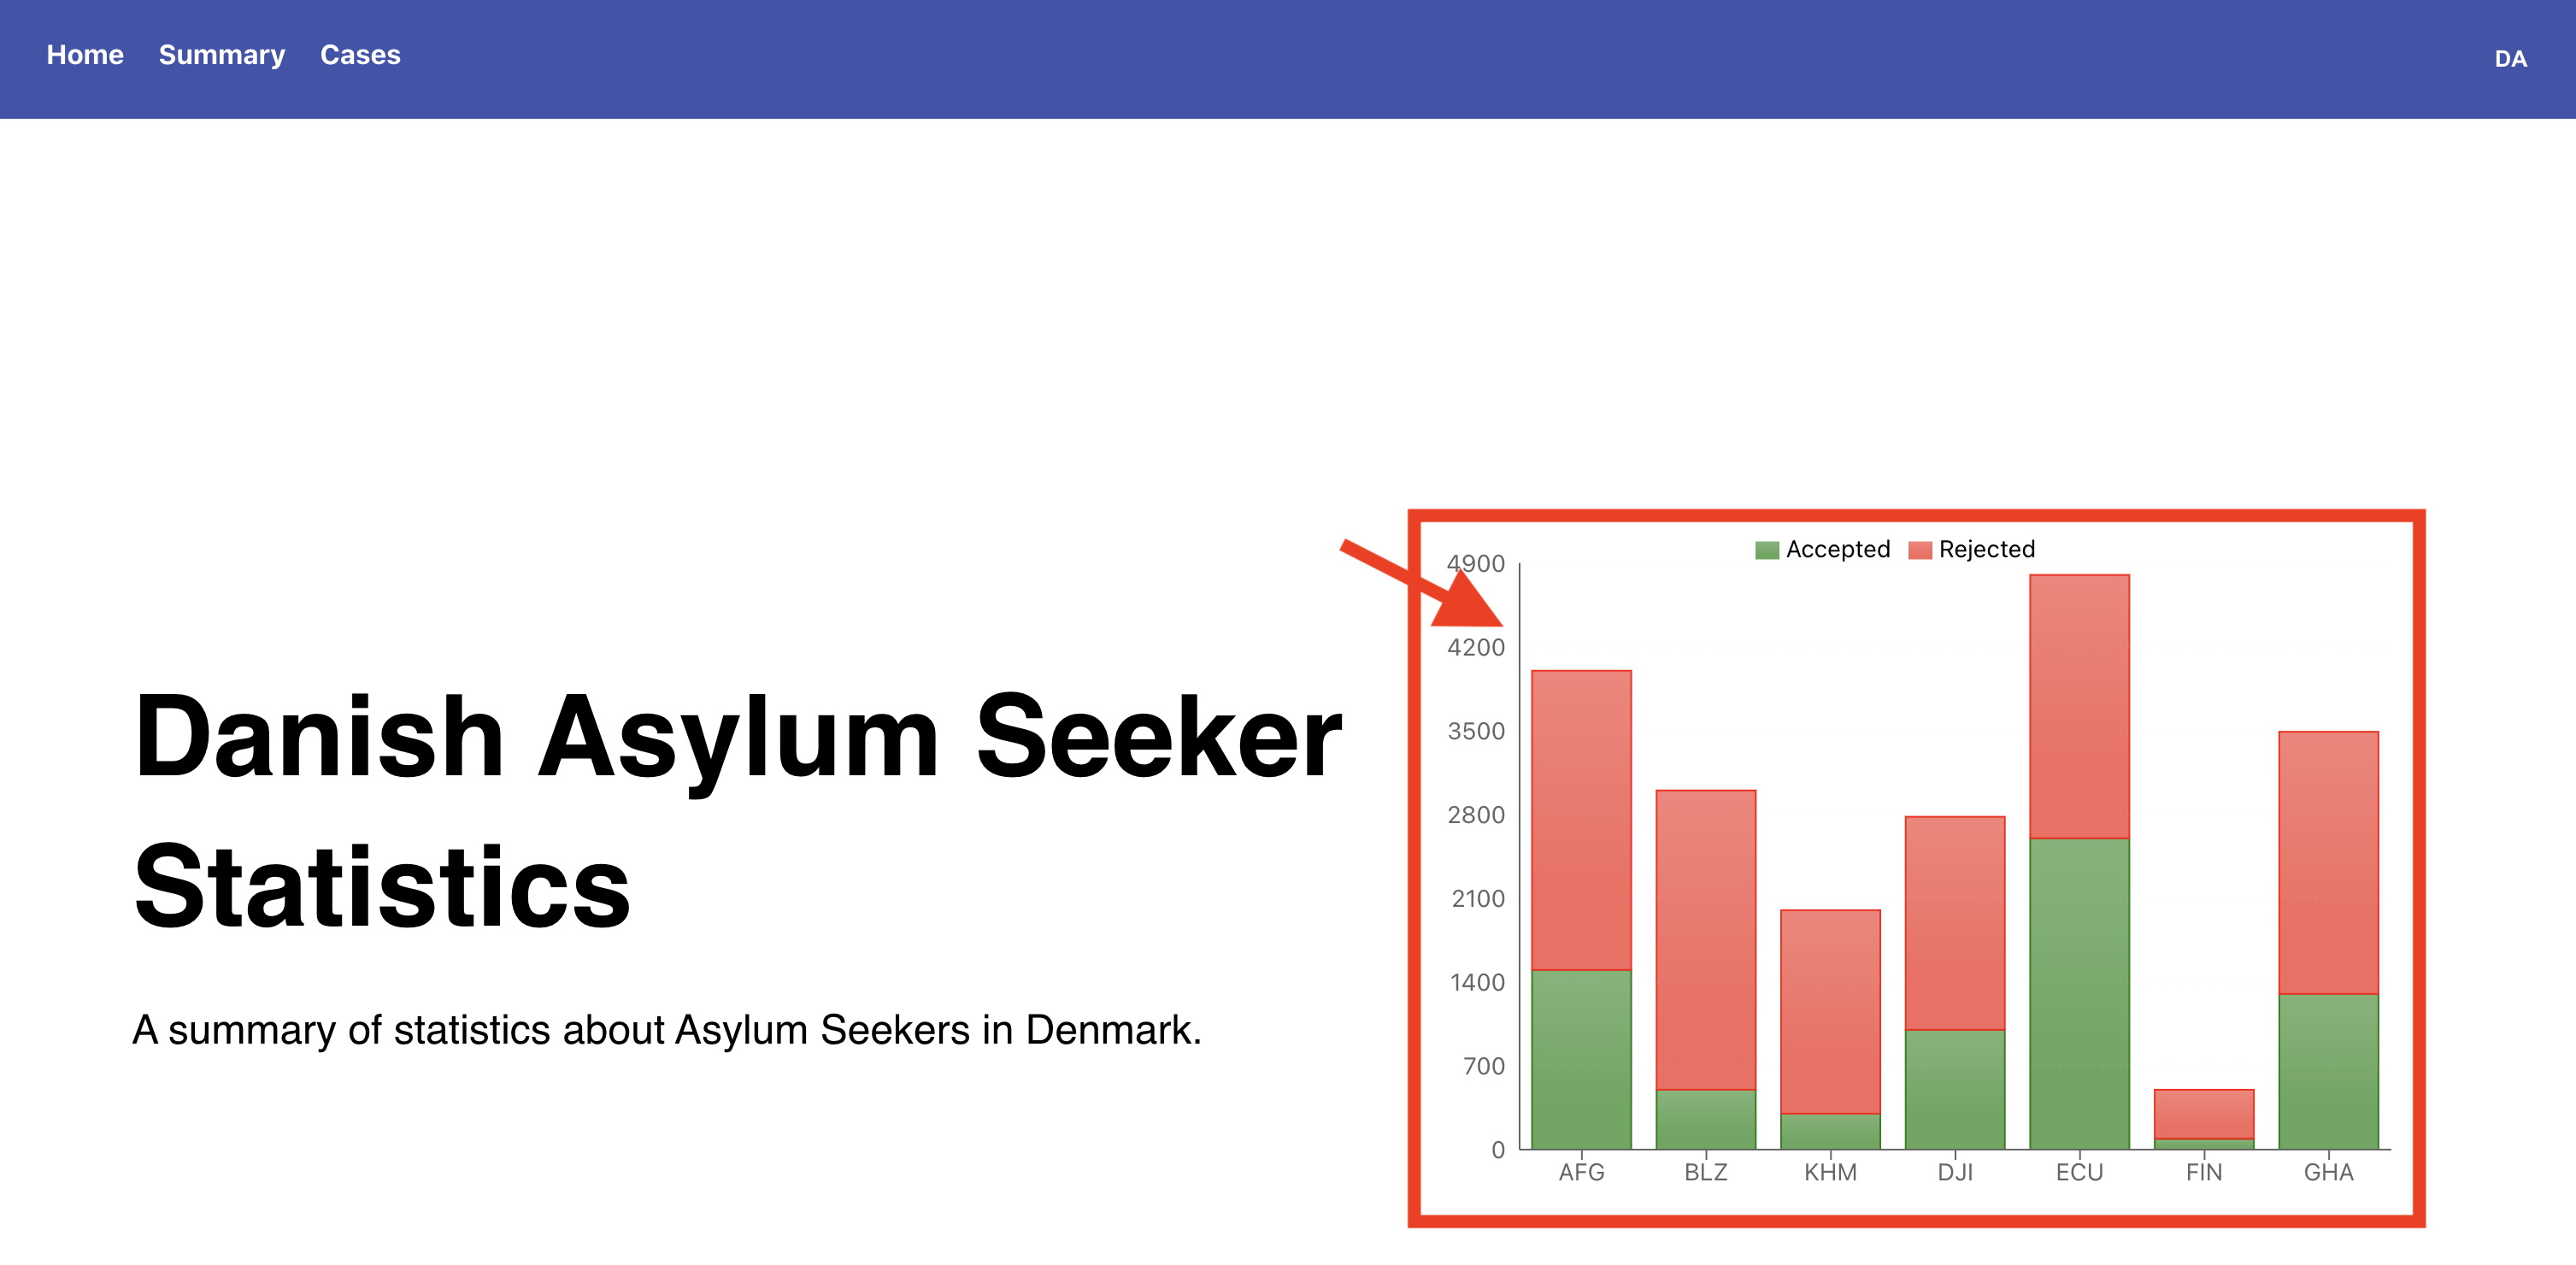 Home Summary Cases DA
Danish Asylum Seeker
Statistics
A summary of statistics about Asylum Seekers in Denmark.
Accepted Rejected
4900
4200
3500
2800
2100
1400
700
0
AFG BLZ KHM DJI ECU FIN GHA